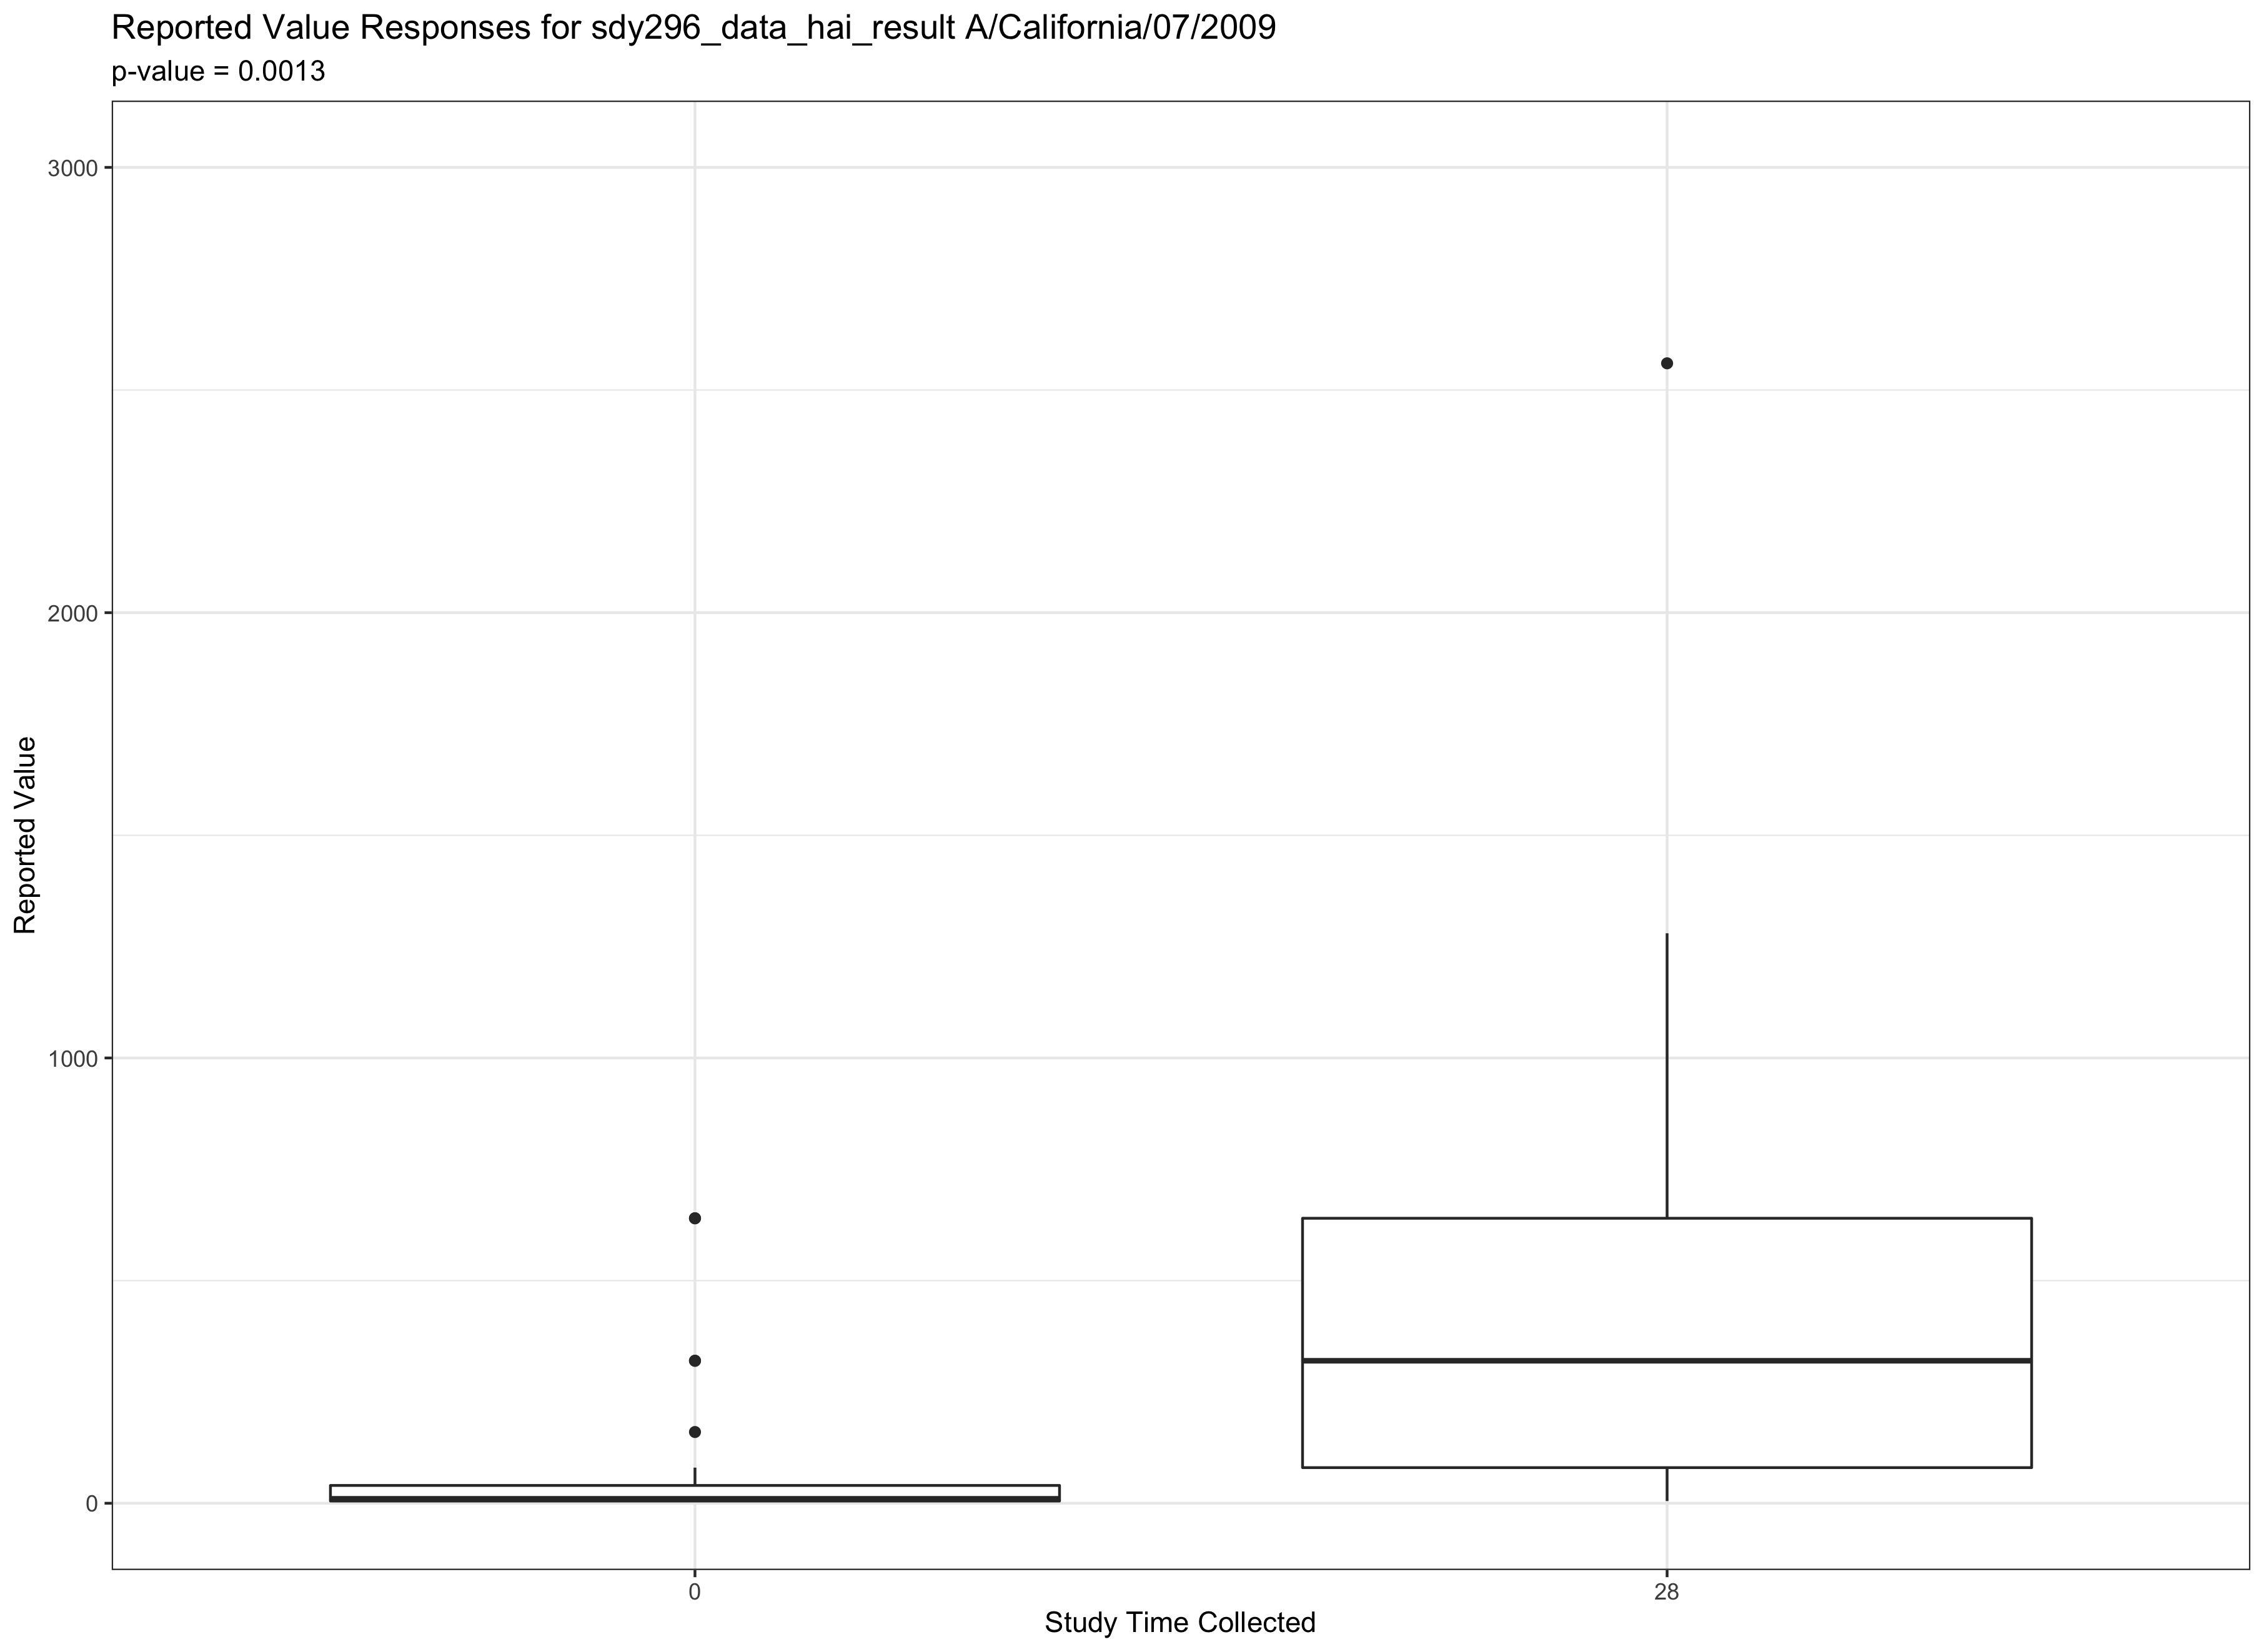 Reported Value Responses for sdy296_data_hai_result A/California/07/2009
p-value = 0.0013
3000
2000
1000
0
Reported Value
0
28
Study Time Collected